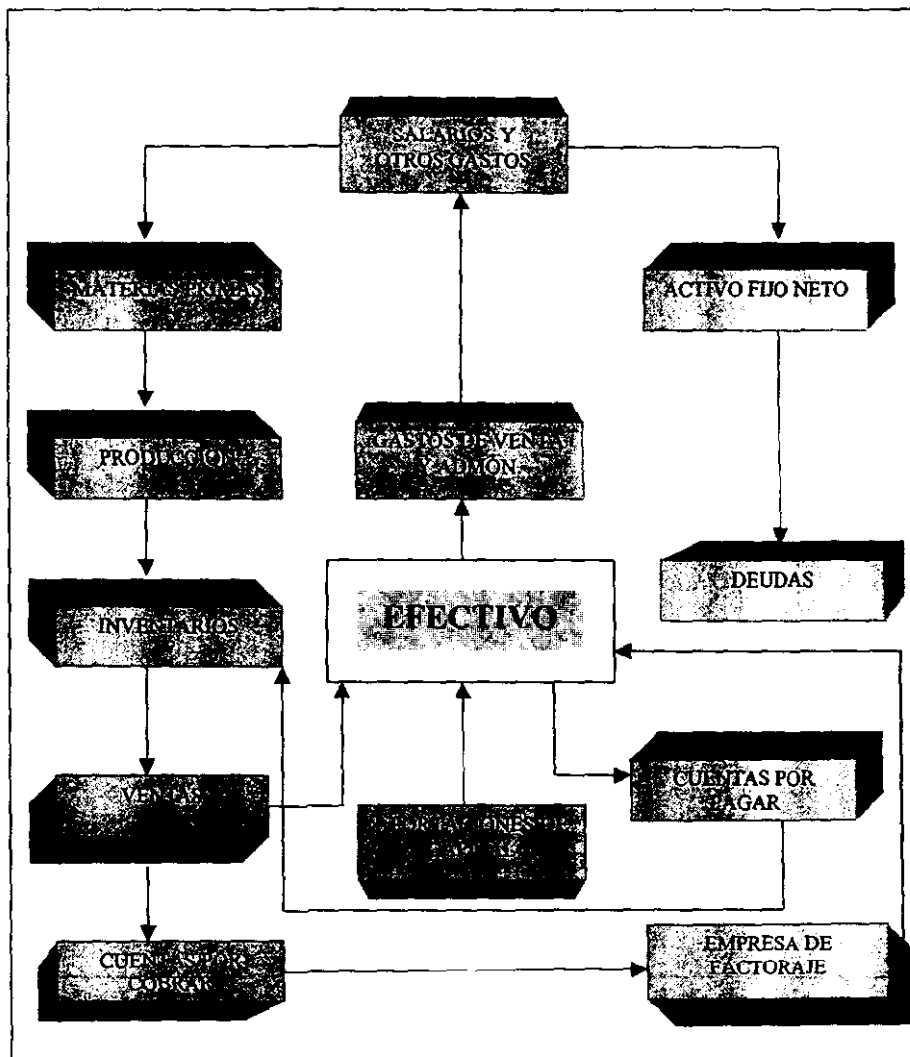 SALARIOS Y
OTROS GASTOS
MATERIAS PRIMAS
ACTIVO FIJO NETO
PRODUCCION
GASTOS DE VENTA
Y ADMÓN.
DEUDAS
INVENTARIOS
EFECTIVO
VENTAS
CUENTAS POR
PAGAR
CUENTAS POR
COBRAR
EMPRESA DE
FACTORAJE